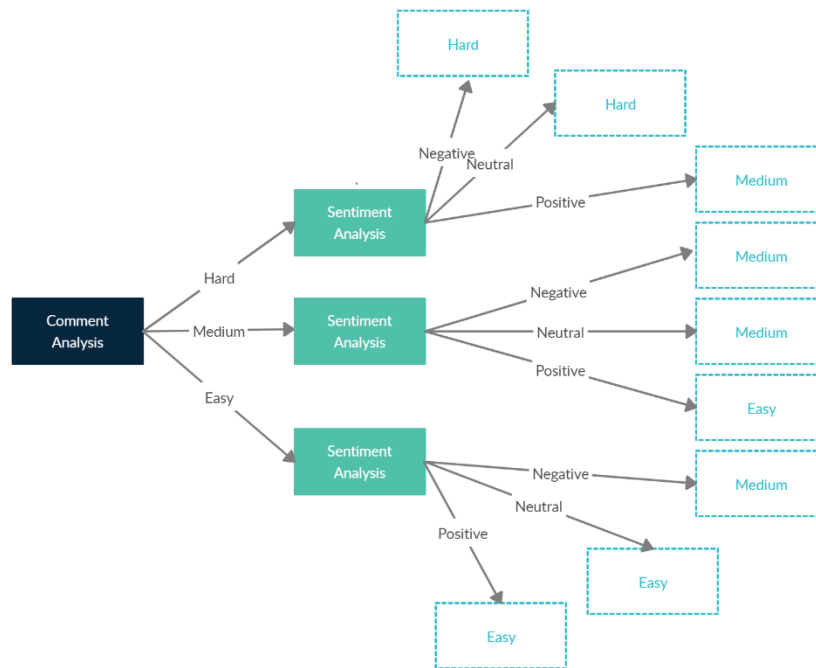 Hard
Hard
Negative
Neutral
Medium
Positive
Sentiment
Analysis
Medium
Hard
Negative
Comment
Analysis
Medium
Sentiment
Analysis
Neutral
Medium
Positive
Easy
Easy
Sentiment
Analysis
Negative
Medium
Neutral
Positive
Easy
Easy